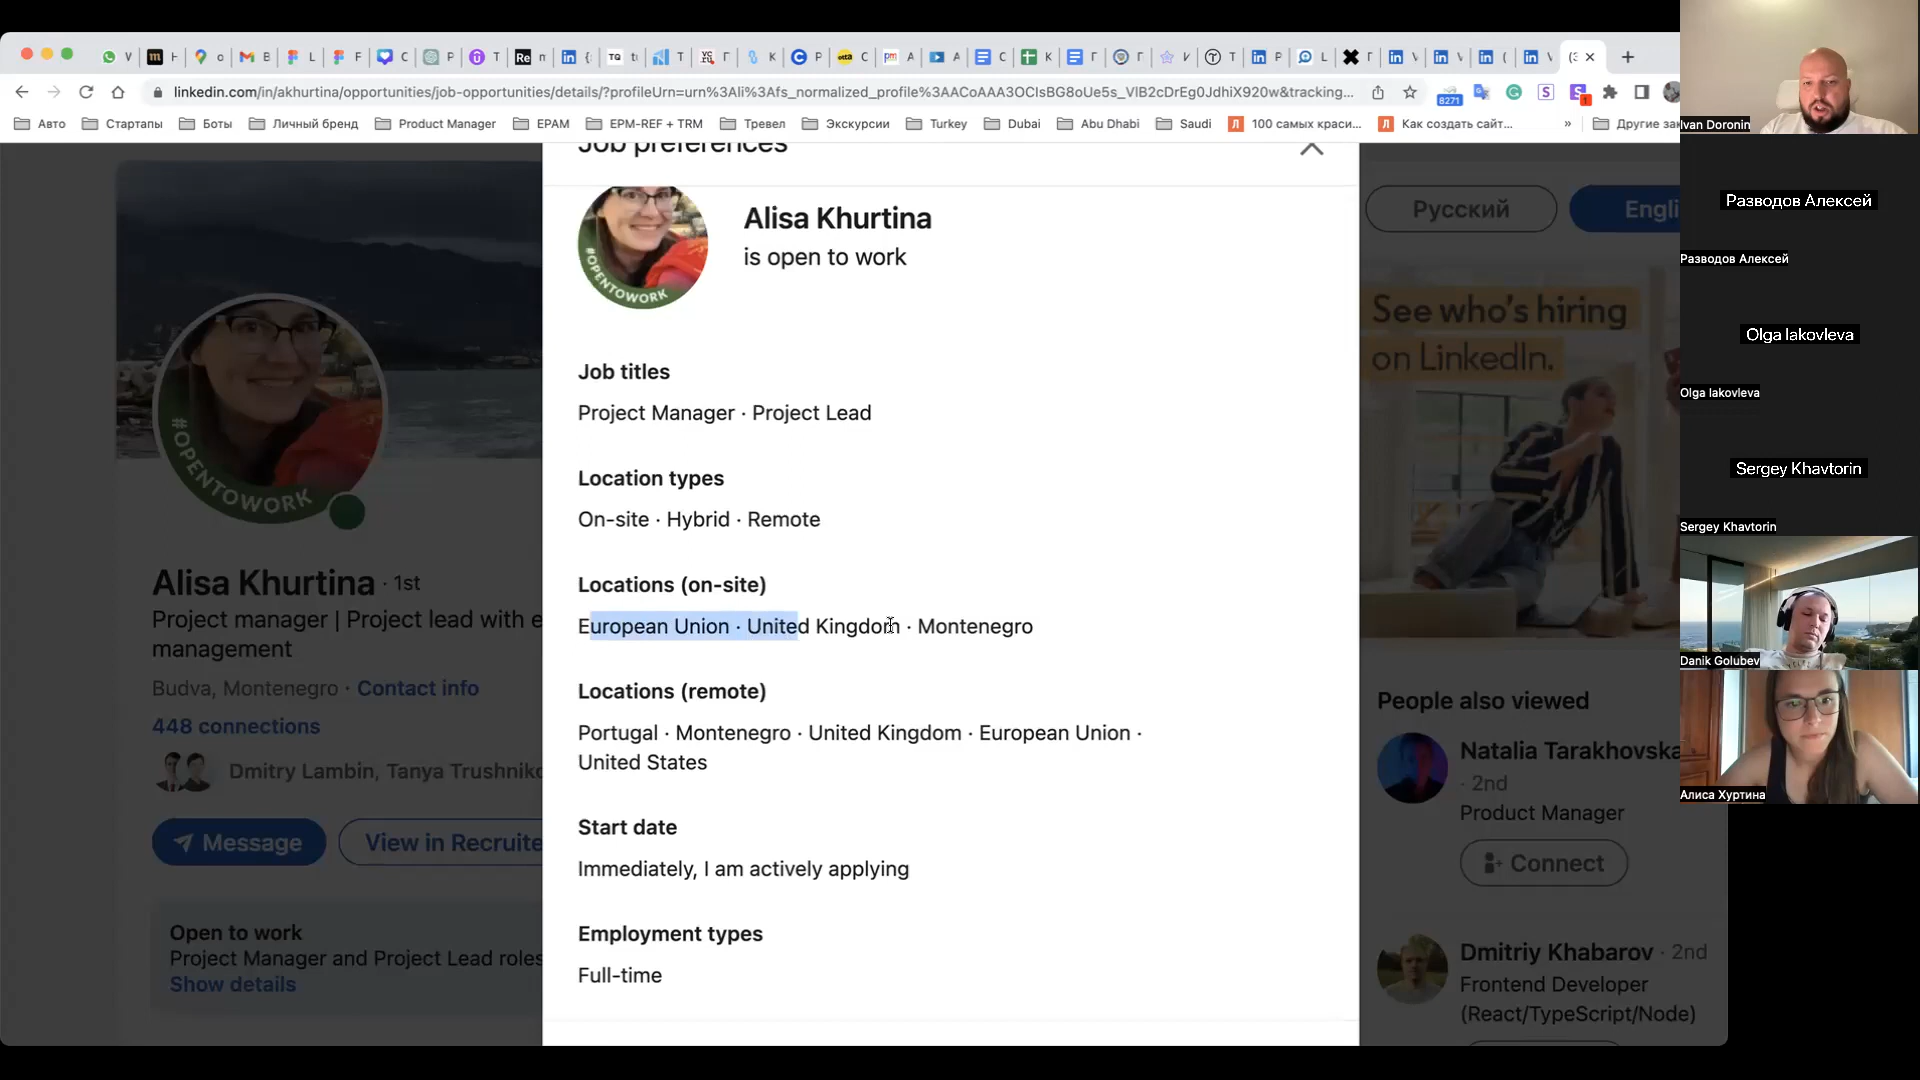 linkedin.com/in/akhurtina/opportunities/job-opportunities/details/?profileUrn=urn%3Ali%3Afs_normalized_profile%3AACoAAA3OCIsBG8oUe5s_VlB2cDrEg0JdhiX920w&tracking...
8271
1
Авто
Стартапы
Боты
Личный бренд
Product Manager
EPAM
EPM-REF + TRM
Тревел
Экскурсии
Turkey
Dubai
Abu Dhabi
Saudi
100 самых краси...
Как создать сайт...
»
Другие зак
Job preferences
Alisa Khurtina
is open to work
#OPENTOWORK
Job titles
Project Manager · Project Lead
Location types
On-site · Hybrid · Remote
Locations (on-site)
European Union · United Kingdom · Montenegro
Locations (remote)
Portugal · Montenegro · United Kingdom · European Union ·
United States
Start date
Immediately, I am actively applying
Employment types
Full-time
#OPENTOWORK
Alisa Khurtina · 1st
Project manager | Project lead with e
management
Budva, Montenegro · Contact info
448 connections
Dmitry Lambin, Tanya Trushniko
Message
View in Recruite
Open to work
Project Manager and Project Lead roles
Show details
Русский
Engli
See who's hiring
on LinkedIn.
People also viewed
Natalia Tarakhovska
· 2nd
Product Manager
Connect
Dmitriy Khabarov · 2nd
Frontend Developer
(React/TypeScript/Node)
Ivan Doronin
Разводов Алексей
Разводов Алексей
Olga Iakovleva
Olga Iakovleva
Sergey Khavtorin
Sergey Khavtorin
Danik Golubev
Алиса Хуртина